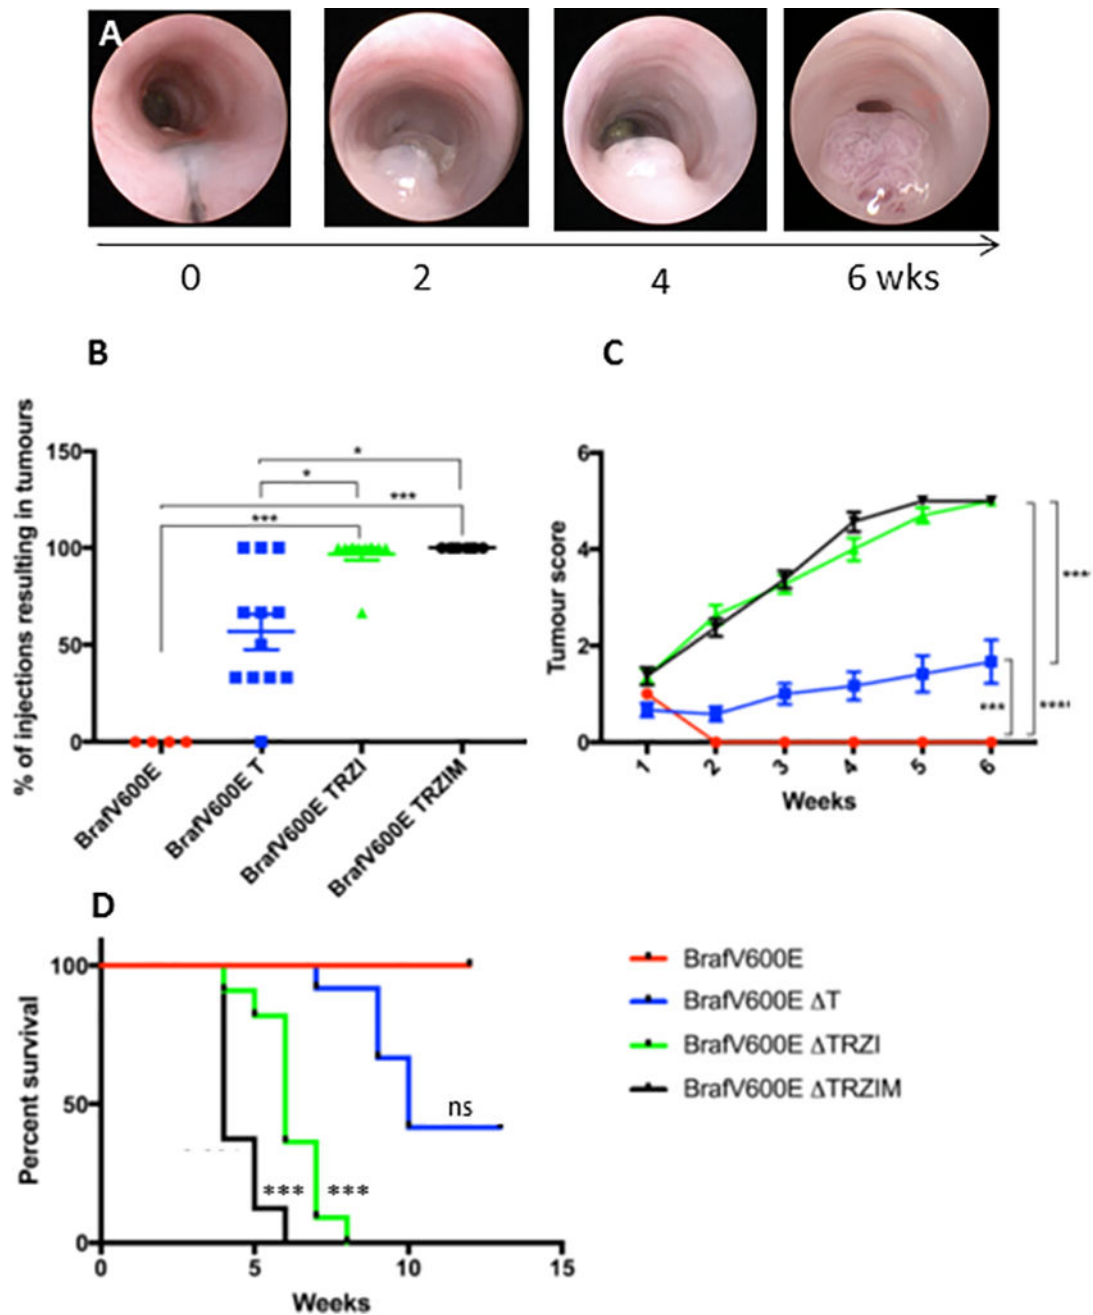 A
0 2 4 6 wks
B
% of injections resulting in tumours
150
100
50
0
*
*
***
***
BrafV600E
BrafV600E T
BrafV600E TRZI
BrafV600E TRZIM
C
Tumour score
6
4
2
0
***
***
****
1 2 3 4 5 6
Weeks
D
Percent survival
100
50
0
ns
*** ***
0 5 10 15
Weeks
BrafV600E
BrafV600E ΔT
BrafV600E ΔTRZI
BrafV600E ΔTRZIM